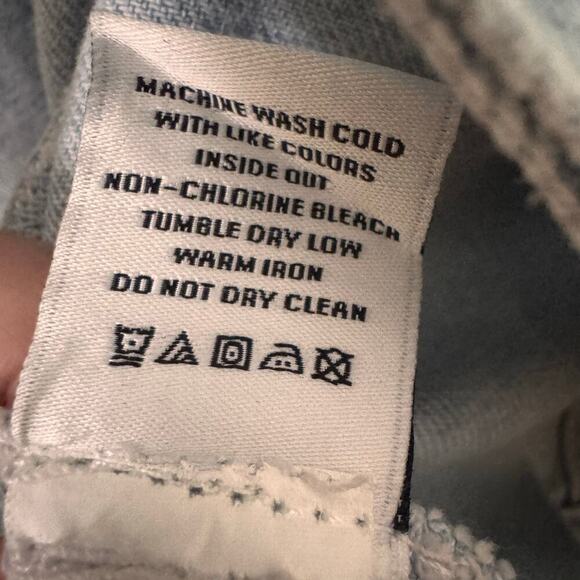 MACHINE WASH COLD
WITH LIKE COLORS
INSIDE OUT
NON-CHLORINE BLEACH
TUMBLE DRY LOW
WARM IRON
DO NOT DRY CLEAN